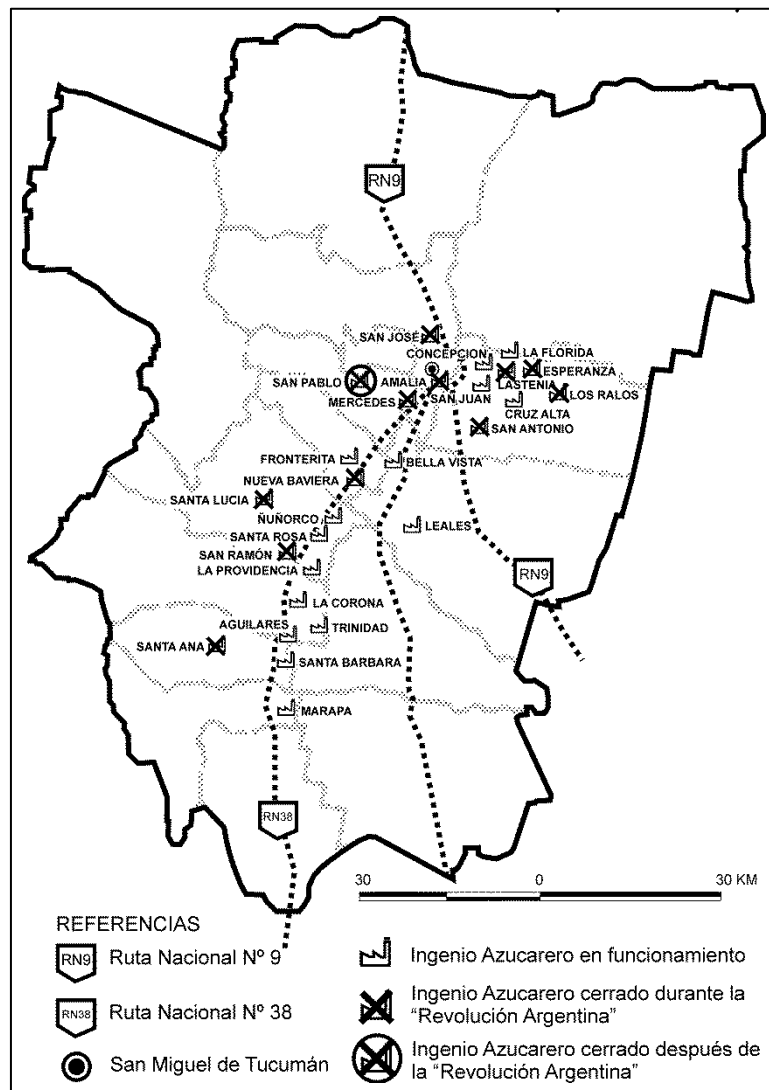 RN9
SAN JOSÉ
CONCEPCION
LA FLORIDA
SAN PABLO
AMALIA
ESPERANZA
LASTENIA
MERCEDES
SAN JUAN
LOS RALOS
CRUZ ALTA
SAN ANTONIO
FRONTERITA
BELLA VISTA
NUEVA BAVIERA
SANTA LUCIA
ÑUÑORCO
LEALES
SANTA ROSA
SAN RAMÓN
LA PROVIDENCIA
RN9
LA CORONA
AGUILARES
TRINIDAD
SANTA ANA
SANTA BARBARA
MARAPA
RN38
30 0 30 KM
REFERENCIAS
RN9 Ruta Nacional Nº 9
RN38 Ruta Nacional Nº 38
San Miguel de Tucumán
Ingenio Azucarero en funcionamiento
Ingenio Azucarero cerrado durante la
“Revolución Argentina”
Ingenio Azucarero cerrado después de
la “Revolución Argentina”